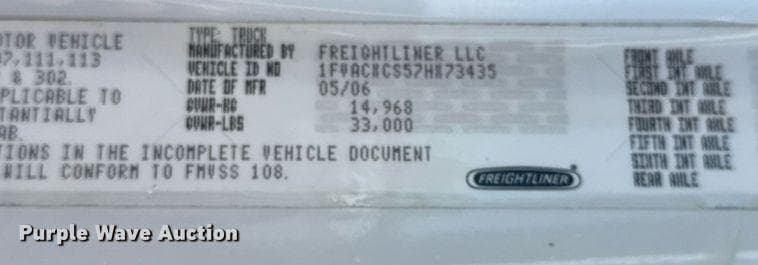 TOR VEHICLE
7,111,113
& 302.
PLICABLE TO
TANTIALLY
AB.
TIONS IN THE INCOMPLETE VEHICLE DOCUMENT
WILL CONFORM TO FMVSS 108.
TYPE: TRUCK
MANUFACTURED BY FREIGHTLINER LLC
VEHICLE ID NO 1FVACXCS57HX73435
DATE OF MFR 05/06
GVWR-KG 14,968
GVWR-LBS 33,000
FRONT AXLE
FIRST INT AXLE
SECOND INT AXLE
THIRD INT AXLE
FOURTH INT AXLE
FIFTH INT AXLE
SIXTH INT AXLE
REAR AXLE
FREIGHTLINER
Purple Wave Auction